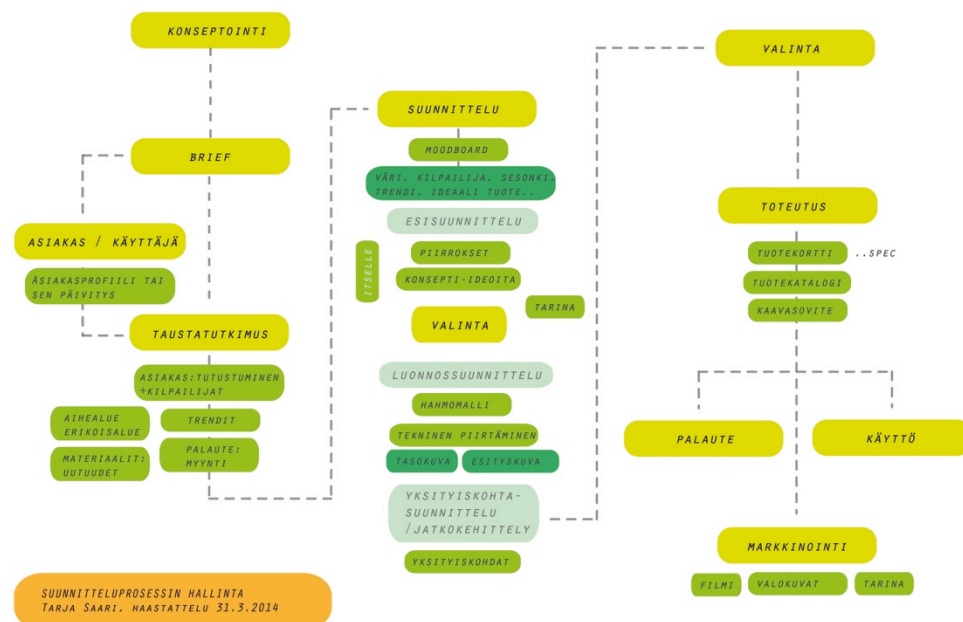 KONSEPTOINTI
BRIEF
ASIAKAS / KÄYTTÄJÄ
ASIAKASPROFIILI TAI
SEN PÄIVITYS
TAUSTATUTKIMUS
ASIAKAS:TUTUSTUMINEN
+KILPAILIJAT
AIHEALUE
ERIKOISALUE
TRENDIT
MATERIAALIT:
UUTUUDET
PALAUTE:
MYYNTI
SUUNNITTELUPROSESSIN HALLINTA
TARJA SAARI, HAASTATTELU 31.3.2014
SUUNNITTELU
MOODBOARD
VÄRI, KILPAILIJA, SESONKI,
TRENDI, IDEAALI TUOTE..
ESISUUNNITTELU
ITSELLE
PIIRROKSET
KONSEPTI-IDEOITA
TARINA
VALINTA
LUONNOSSUUNNITTELU
HAHMOMALLI
TEKNINEN PIIRTÄMINEN
TASOKUVA
ESITYSKUVA
YKSITYISKOHTA-
SUUNNITTELU
/JATKOKEHITTELY
YKSITYISKOHDAT
VALINTA
TOTEUTUS
TUOTEKORTTI ..SPEC
TUOTEKATALOGI
KAAVASOVITE
PALAUTE
KÄYTTÖ
MARKKINOINTI
FILMI
VALOKUVAT
TARINA